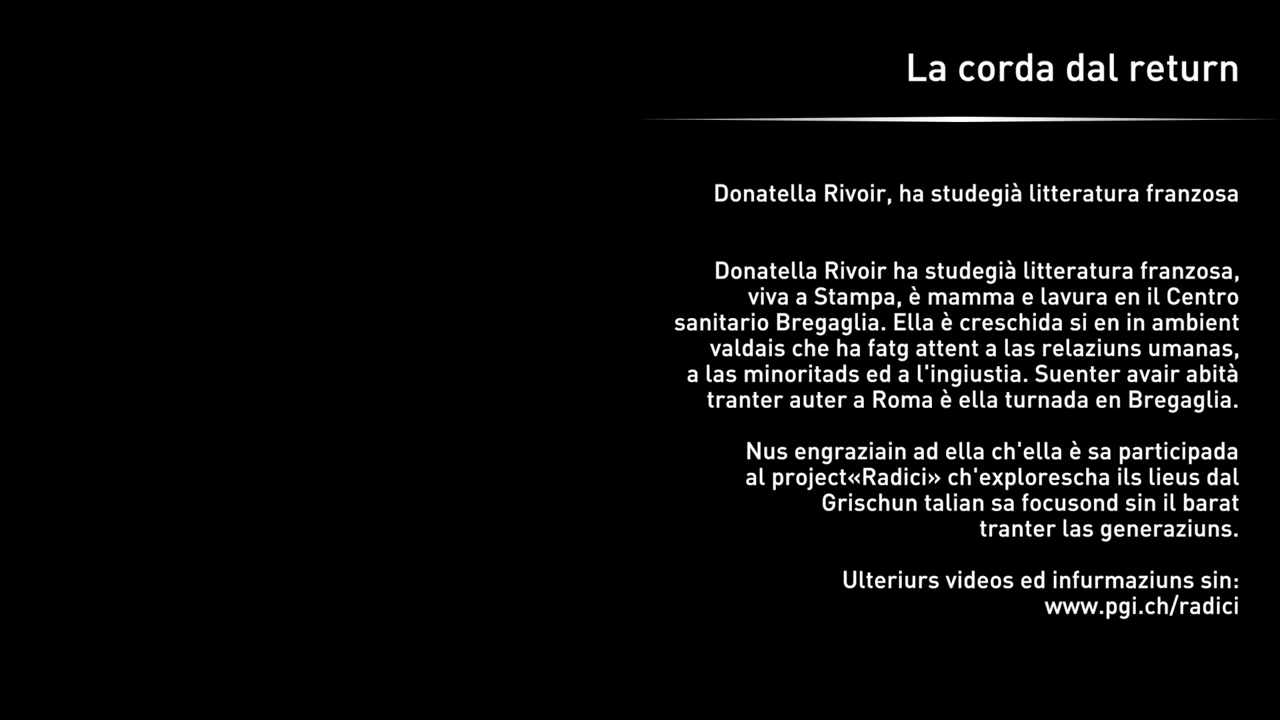 La corda dal return
Donatella Rivoir, ha studegià litteratura franzosa
Donatella Rivoir ha studegià litteratura franzosa,
viva a Stampa, è mamma e lavura en il Centro
sanitario Bregaglia. Ella è creschida si en in ambient
valdais che ha fatg attent a las relaziuns umanas,
a las minoritads ed a l'ingiustia. Suenter avair abità
tranter auter a Roma è ella turnada en Bregaglia.
Nus engraziain ad ella ch'ella è sa participada
al project«Radici» ch'explorescha ils lieus dal
Grischun talian sa focusond sin il barat
tranter las generaziuns.
Ulteriurs videos ed infurmaziuns sin:
www.pgi.ch/radici